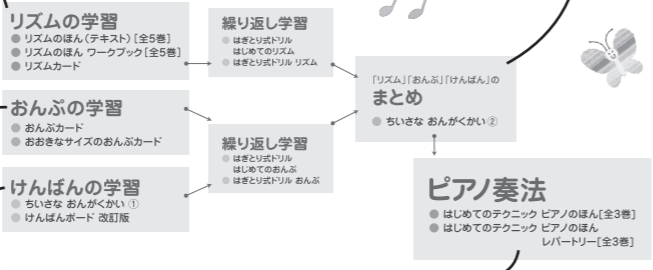 リズムの学習
● リズムのほん（テキスト）［全5巻］
● リズムのほん ワークブック［全5巻］
● リズムカード
繰り返し学習
● はぎとり式ドリル
はじめてのリズム
● はぎとり式ドリル リズム
おんぷの学習
● おんぷカード
● おおきなサイズのおんぷカード
繰り返し学習
● はぎとり式ドリル
はじめてのおんぷ
● はぎとり式ドリル おんぷ
けんばんの学習
● ちいさな おんがくかい ①
● けんばんボード 改訂版
「リズム」「おんぷ」「けんばん」の
まとめ
● ちいさな おんがくかい ②
ピアノ奏法
● はじめてのテクニック ピアノのほん［全3巻］
● はじめてのテクニック ピアノのほん
レパートリー［全3巻］